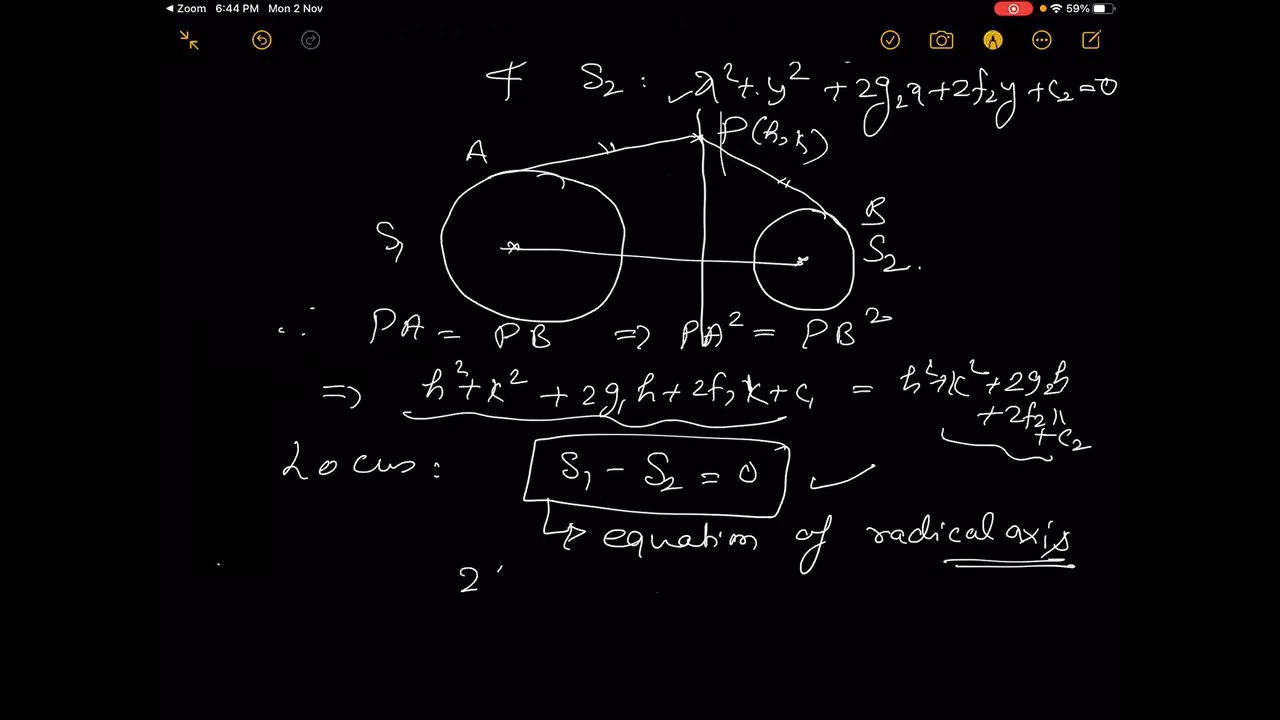 Zoom 6:44 PM Mon 2 Nov 59%
& S₂ : x²+y² + 2g₂x+2f₂y+c₂=0
P(h,k)
A
B
S₁
S₂.
∴ PA = PB ⇒ PA² = PB²
⇒ h²+k² + 2g₁h+2f₁k+c₁ = h²+k²+2g₂h
+2f₂k
+c₂
Locus: S₁ - S₂ = 0
↳ equation of radical axis
2